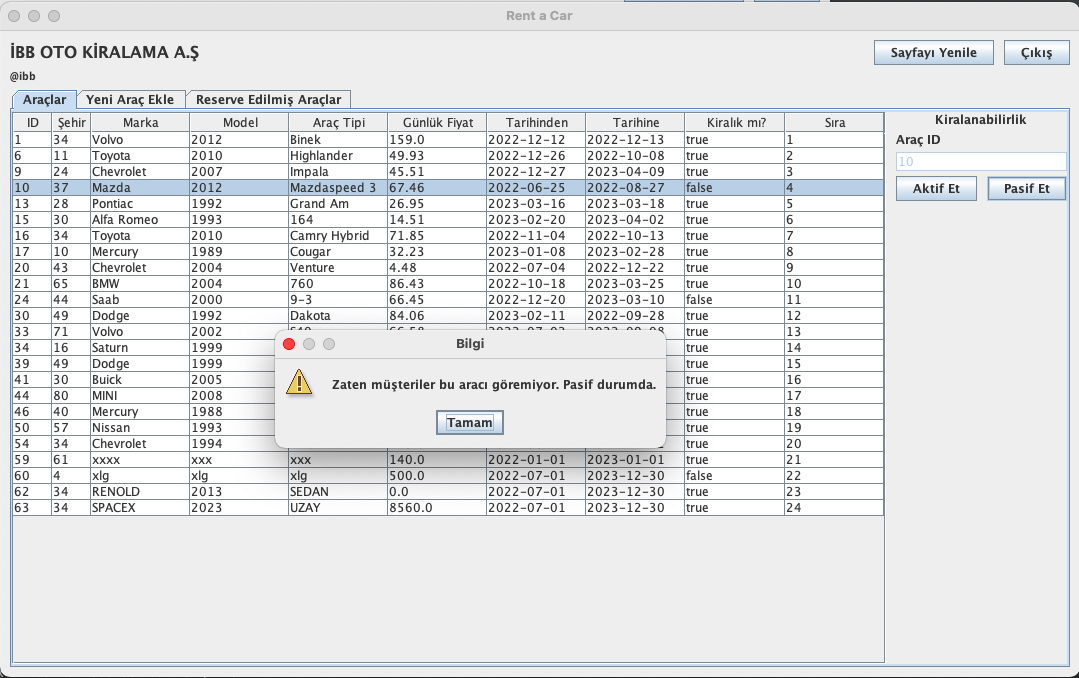 Rent a Car
İBB OTO KİRALAMA A.Ş
Sayfayı Yenile Çıkış
@ibb
Araçlar Yeni Araç Ekle Reserve Edilmiş Araçlar
ID Şehir Marka Model Araç Tipi Günlük Fiyat Tarihinden Tarihine Kiralık mı? Sıra
1 34 Volvo 2012 Binek 159.0 2022-12-12 2022-12-13 true 1
6 11 Toyota 2010 Highlander 49.93 2022-12-26 2022-10-08 true 2
9 24 Chevrolet 2007 Impala 45.51 2022-12-27 2023-04-09 true 3
10 37 Mazda 2012 Mazdaspeed 3 67.46 2022-06-25 2022-08-27 false 4
13 28 Pontiac 1992 Grand Am 26.95 2023-03-16 2023-03-18 true 5
15 30 Alfa Romeo 1993 164 14.51 2023-02-20 2023-04-02 true 6
16 34 Toyota 2010 Camry Hybrid 71.85 2022-11-04 2022-10-13 true 7
17 10 Mercury 1989 Cougar 32.23 2023-01-08 2023-02-28 true 8
20 43 Chevrolet 2004 Venture 4.48 2022-07-04 2022-12-22 true 9
21 65 BMW 2004 760 86.43 2022-10-18 2023-03-25 true 10
24 44 Saab 2000 9-3 66.45 2022-12-20 2023-03-10 false 11
30 49 Dodge 1992 Dakota 84.06 2023-02-11 2022-09-28 true 12
33 71 Volvo 2002 true 13
34 16 Saturn 1999 true 14
39 49 Dodge 1999 true 15
41 30 Buick 2005 true 16
44 80 MINI 2008 true 17
46 40 Mercury 1988 true 18
50 57 Nissan 1993 true 19
54 34 Chevrolet 1994 true 20
59 61 xxxx xxx xxx 140.0 2022-01-01 2023-01-01 true 21
60 4 xlg xlg xlg 500.0 2022-07-01 2023-12-30 false 22
62 34 RENOLD 2013 SEDAN 0.0 2022-07-01 2023-12-30 true 23
63 34 SPACEX 2023 UZAY 8560.0 2022-07-01 2023-12-30 true 24
Kiralanabilirlik
Araç ID
10
Aktif Et Pasif Et
Bilgi
Zaten müşteriler bu aracı göremiyor. Pasif durumda.
Tamam